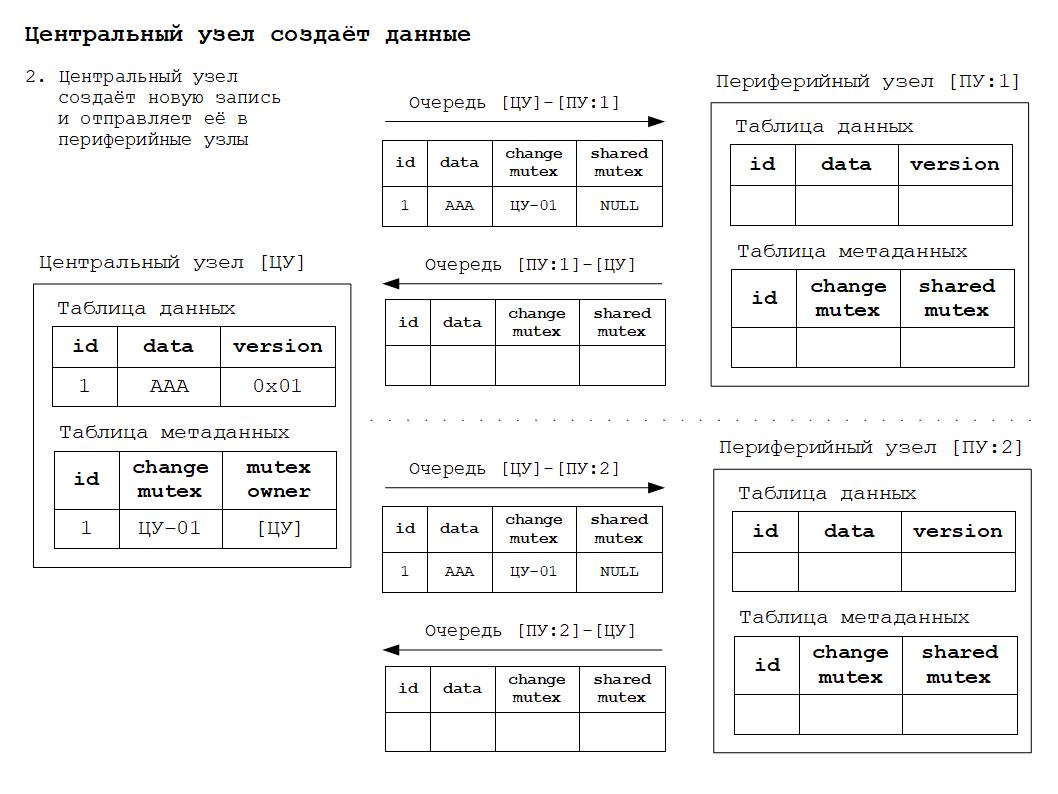 Центральный узел создаёт данные
2. Центральный узел
создаёт новую запись
и отправляет её в
периферийные узлы
Очередь [ЦУ]-[ПУ:1]
id data change mutex shared mutex
1 AAA ЦУ-01 NULL
Очередь [ПУ:1]-[ЦУ]
id data change mutex shared mutex
Периферийный узел [ПУ:1]
Таблица данных
id data version
Таблица метаданных
id change mutex shared mutex
Центральный узел [ЦУ]
Таблица данных
id data version
1 AAA 0x01
Таблица метаданных
id change mutex mutex owner
1 ЦУ-01 [ЦУ]
Очередь [ЦУ]-[ПУ:2]
id data change mutex shared mutex
1 AAA ЦУ-01 NULL
Очередь [ПУ:2]-[ЦУ]
id data change mutex shared mutex
Периферийный узел [ПУ:2]
Таблица данных
id data version
Таблица метаданных
id change mutex shared mutex